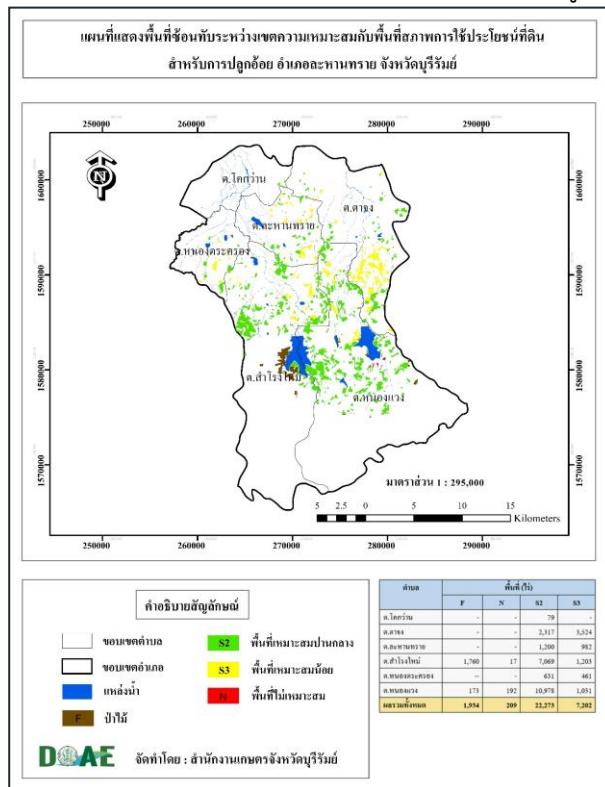 แผนที่แสดงพื้นที่ซ้อนทับระหว่างเขตความเหมาะสมกับพื้นที่สภาพการใช้ประโยชน์ที่ดิน
สำหรับการปลูกอ้อย อำเภอละหานทราย จังหวัดบุรีรัมย์
250000 260000 270000 280000 290000
1600000 1600000
1590000 1590000
1580000 1580000
1570000 1570000
N
ต.โคกว่าน
ต.ตาจง
ต.ละหานทราย
ต.หนองตะครอง
ต.สำโรงใหม่
ต.หนองแวง
มาตราส่วน 1 : 295,000
5 2.5 0 5 10 15
Kilometers
250000 260000 270000 280000 290000
คำอธิบายสัญลักษณ์
ขอบเขตตำบล S2 พื้นที่เหมาะสมปานกลาง
ขอบเขตอำเภอ S3 พื้นที่เหมาะสมน้อย
แหล่งน้ำ N พื้นที่ไม่เหมาะสม
F ป่าไม้
DOAE จัดทำโดย : สำนักงานเกษตรจังหวัดบุรีรัมย์
ตำบล พื้นที่ (ไร่)
F N S2 S3
ต.โคกว่าน - - 79 -
ต.ตาจง - - 2,317 3,524
ต.ละหานทราย - - 1,200 982
ต.สำโรงใหม่ 1,760 17 7,069 1,203
ต.หนองตะครอง -- - 631 461
ต.หนองแวง 173 192 10,978 1,031
ผลรวมทั้งหมด 1,934 209 22,273 7,202